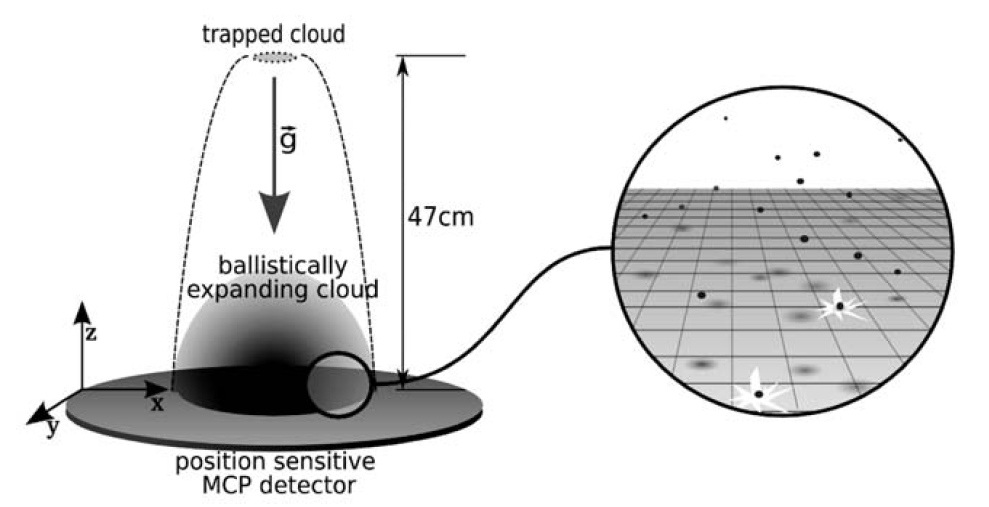 trapped cloud
g
47cm
ballistically
expanding cloud
z
x
y
position sensitive
MCP detector